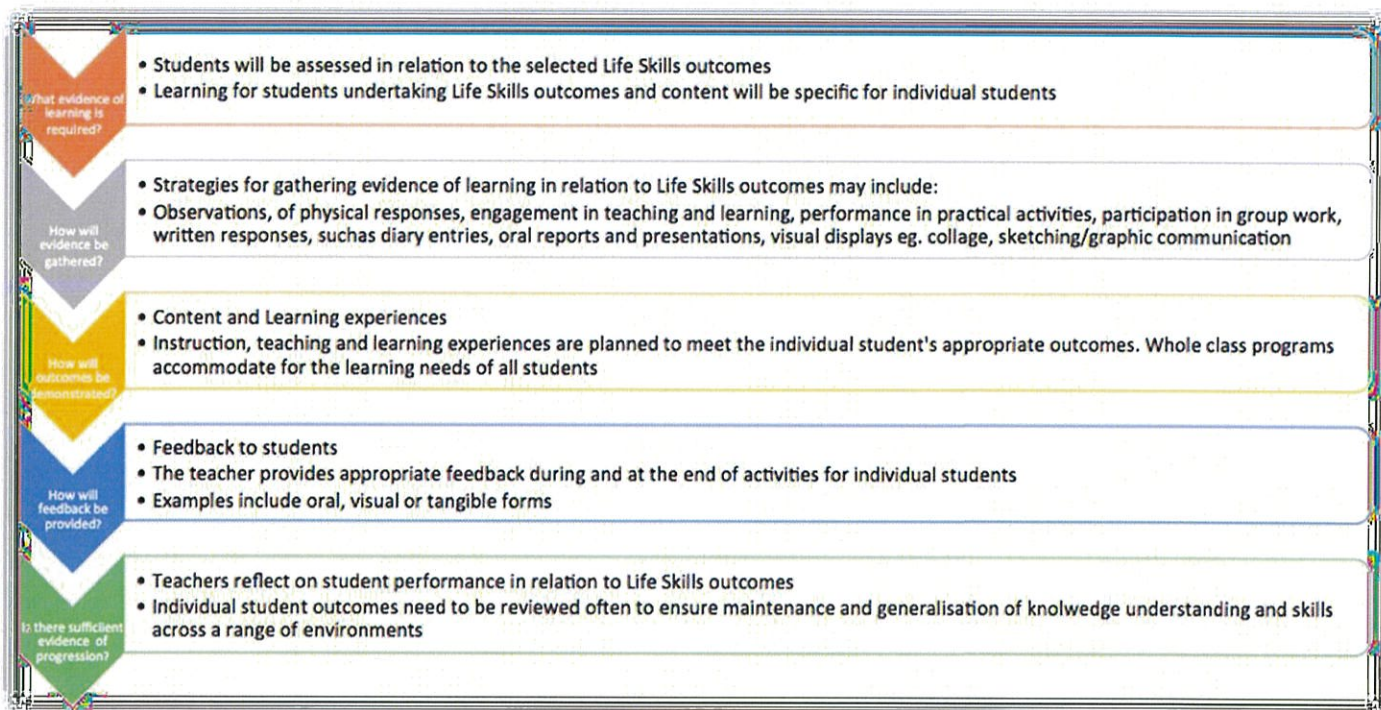 What evidence of
learning is
required?
• Students will be assessed in relation to the selected Life Skills outcomes
• Learning for students undertaking Life Skills outcomes and content will be specific for individual students
How will
evidence be
gathered?
• Strategies for gathering evidence of learning in relation to Life Skills outcomes may include:
• Observations, of physical responses, engagement in teaching and learning, performance in practical activities, participation in group work,
written responses, suchas diary entries, oral reports and presentations, visual displays eg. collage, sketching/graphic communication
How will
outcomes be
demonstrated?
• Content and Learning experiences
• Instruction, teaching and learning experiences are planned to meet the individual student's appropriate outcomes. Whole class programs
accommodate for the learning needs of all students
How will
feedback be
provided?
• Feedback to students
• The teacher provides appropriate feedback during and at the end of activities for individual students
• Examples include oral, visual or tangible forms
Is there sufficient
evidence of
progression?
• Teachers reflect on student performance in relation to Life Skills outcomes
• Individual student outcomes need to be reviewed often to ensure maintenance and generalisation of knolwedge understanding and skills
across a range of environments